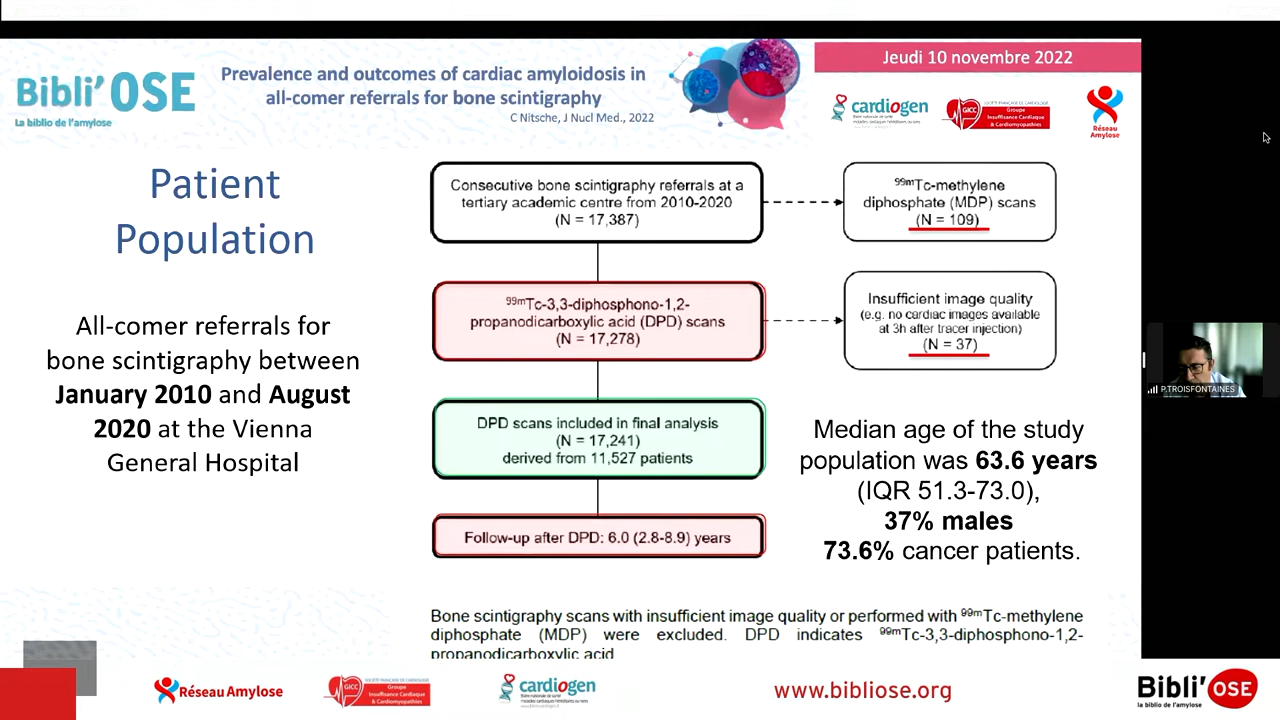 Bibli'OSE
La biblio de l'amylose
Prevalence and outcomes of cardiac amyloidosis in
all-comer referrals for bone scintigraphy
C Nitsche, J Nucl Med., 2022
Jeudi 10 novembre 2022
cardiogen
GICC
Groupe
Insuffisance Cardiaque
& Cardiomyopathies
Réseau
Amylose
Patient
Population
All-comer referrals for
bone scintigraphy between
January 2010 and August
2020 at the Vienna
General Hospital
Consecutive bone scintigraphy referrals at a
tertiary academic centre from 2010-2020
(N = 17,387)
99mTc-methylene
diphosphate (MDP) scans
(N = 109)
99mTc-3,3-diphosphono-1,2-
propanodicarboxylic acid (DPD) scans
(N = 17,278)
Insufficient image quality
(e.g. no cardiac images available
at 3h after tracer injection)
(N = 37)
DPD scans included in final analysis
(N = 17,241)
derived from 11,527 patients
Follow-up after DPD: 6.0 (2.8-8.9) years
Median age of the study
population was 63.6 years
(IQR 51.3-73.0),
37% males
73.6% cancer patients.
P.TROISFONTAINES
Bone scintigraphy scans with insufficient image quality or performed with 99mTc-methylene
diphosphate (MDP) were excluded. DPD indicates 99mTc-3,3-diphosphono-1,2-
propanodicarboxylic acid
Réseau Amylose
GICC
Groupe
Insuffisance Cardiaque
& Cardiomyopathies
cardiogen
www.bibliose.org
Bibli'OSE
la biblio de l'amylose